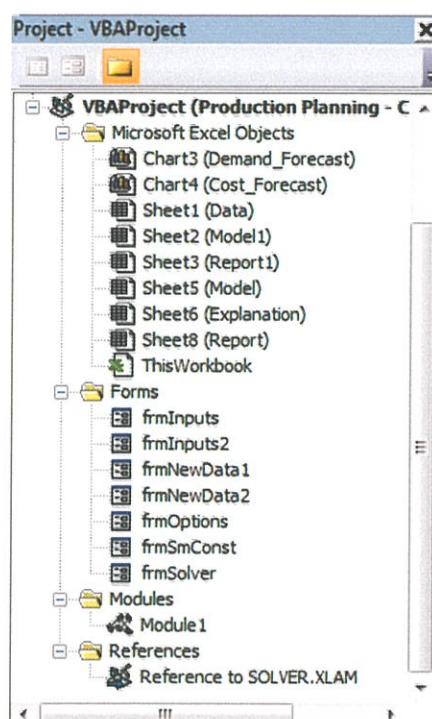 Project - VBAProject
VBAProject (Production Planning - C
Microsoft Excel Objects
Chart3 (Demand_Forecast)
Chart4 (Cost_Forecast)
Sheet1 (Data)
Sheet2 (Model1)
Sheet3 (Report1)
Sheet5 (Model)
Sheet6 (Explanation)
Sheet8 (Report)
ThisWorkbook
Forms
frmInputs
frmInputs2
frmNewData1
frmNewData2
frmOptions
frmSmConst
frmSolver
Modules
Module1
References
Reference to SOLVER.XLAM